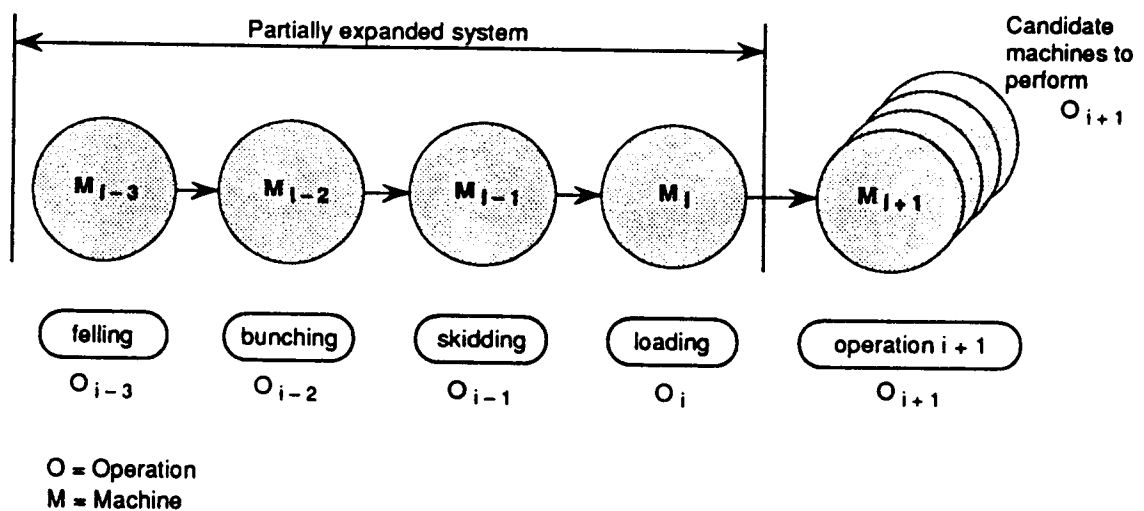 Partially expanded system
Candidate
machines to
perform
O i + 1
M i – 3
M i – 2
M i – 1
M i
M i + 1
felling
bunching
skidding
loading
operation i + 1
O i – 3
O i – 2
O i – 1
O i
O i + 1
O = Operation
M = Machine